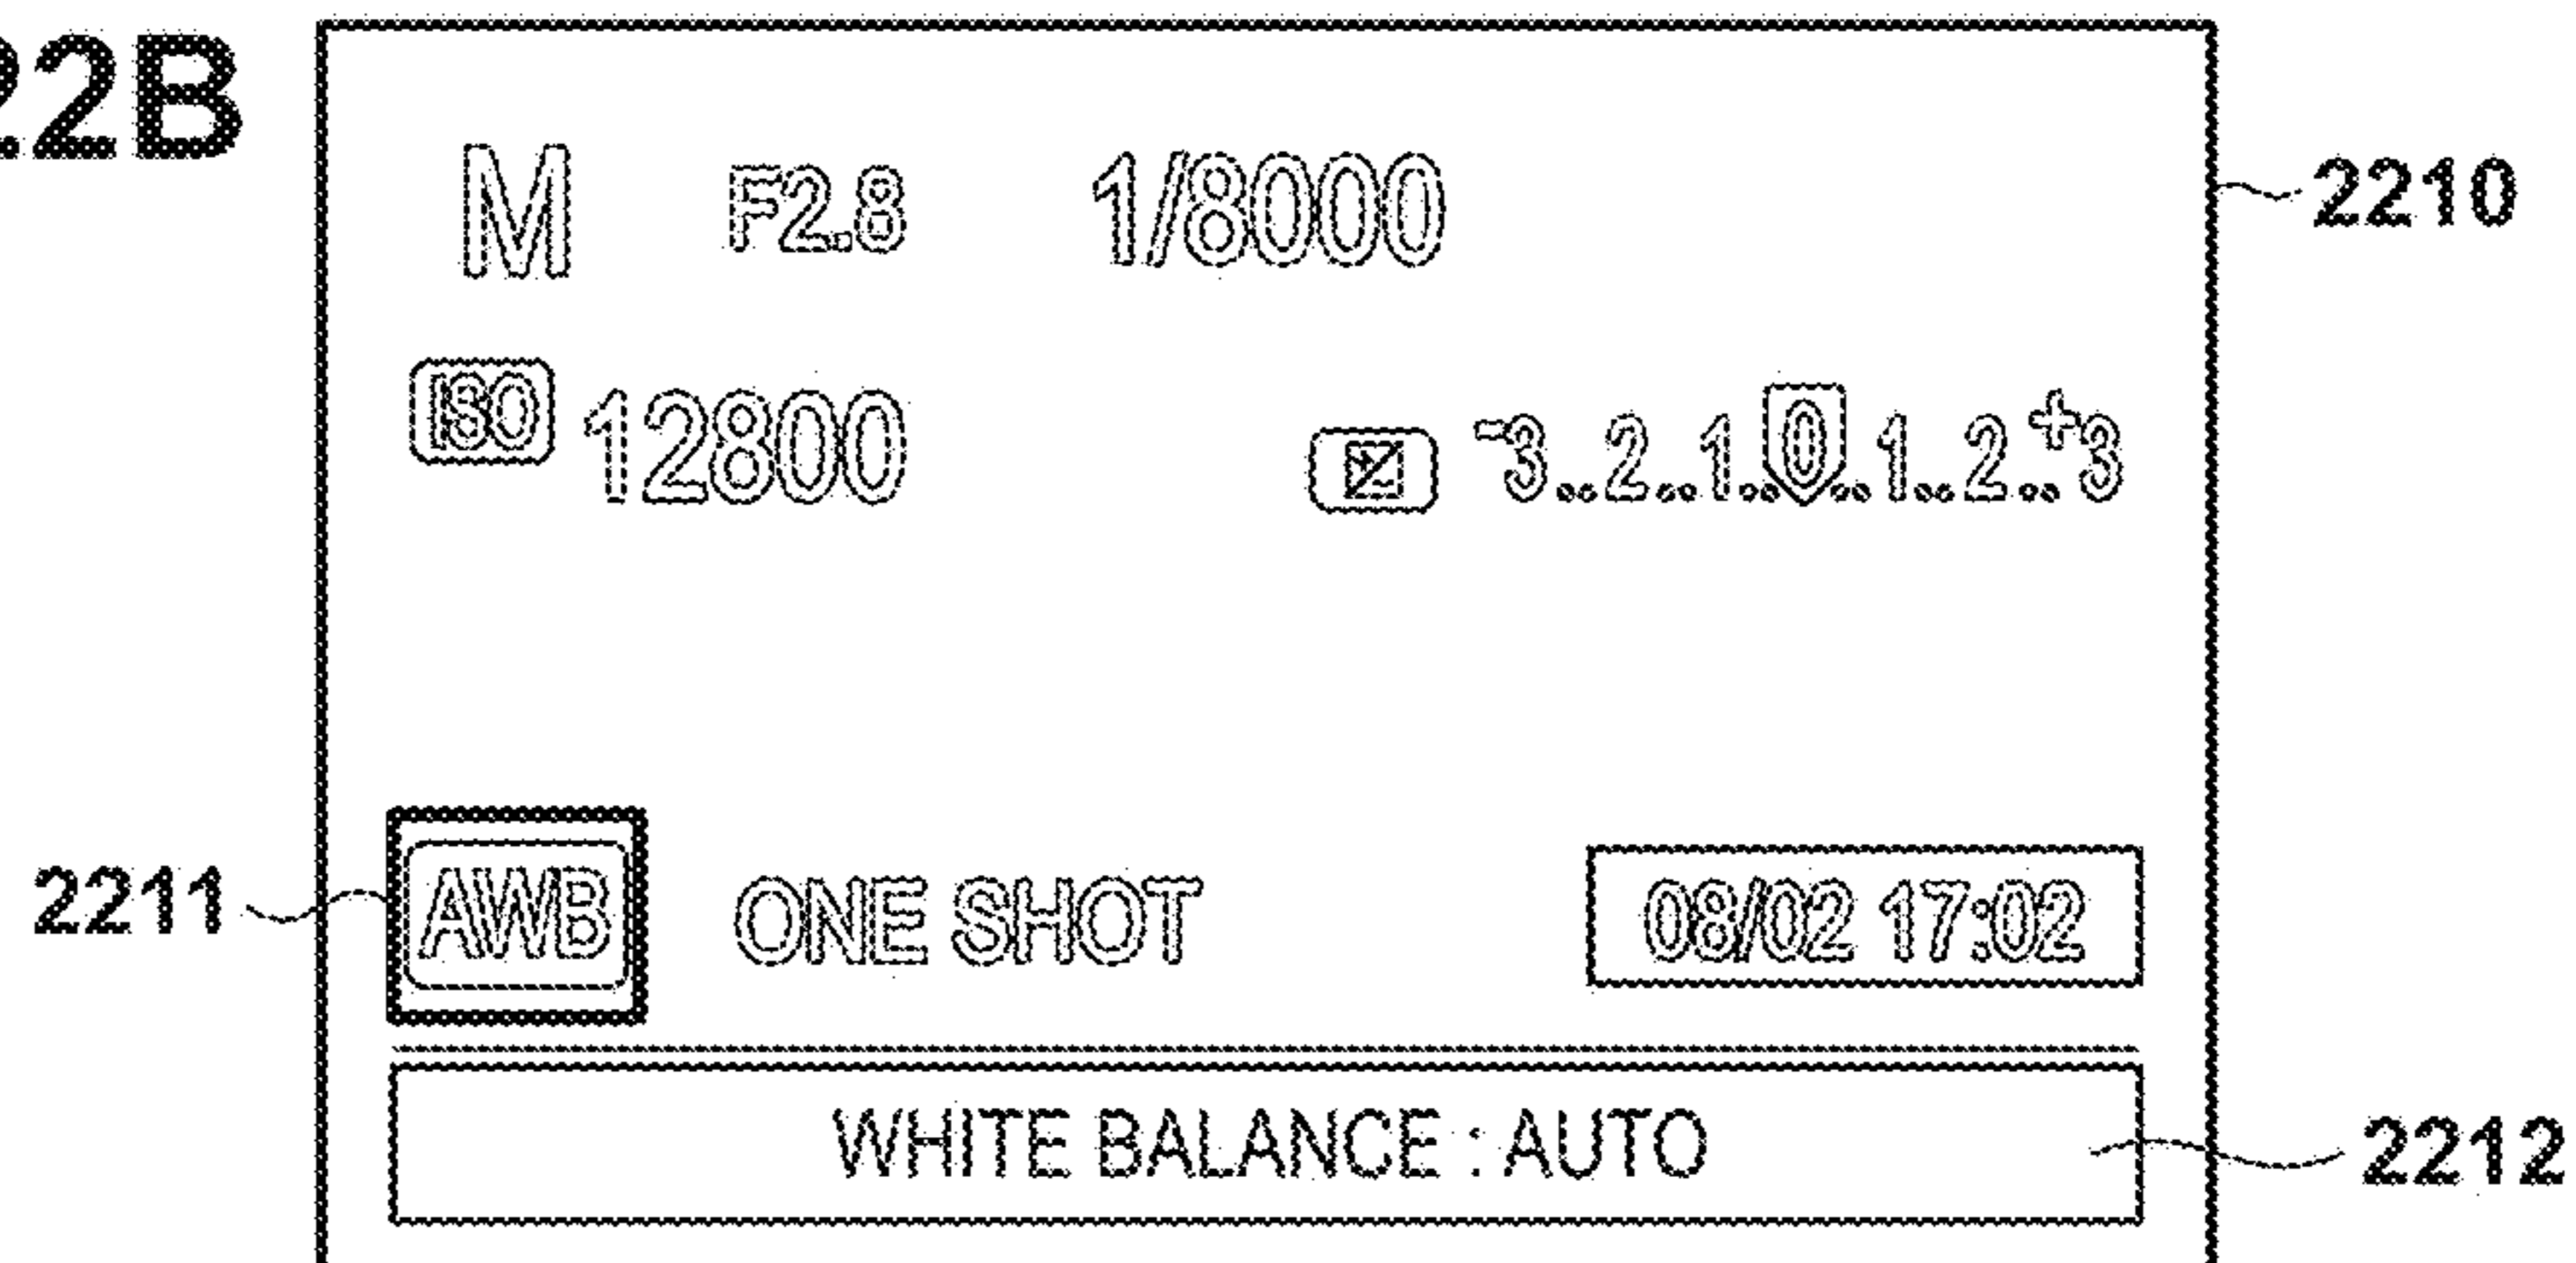 22B
M F2.8 1/8000
2210
ISO 12800
-3..2..1..0..1..2..+3
2211
AWB ONE SHOT 08/02 17:02
WHITE BALANCE : AUTO
2212